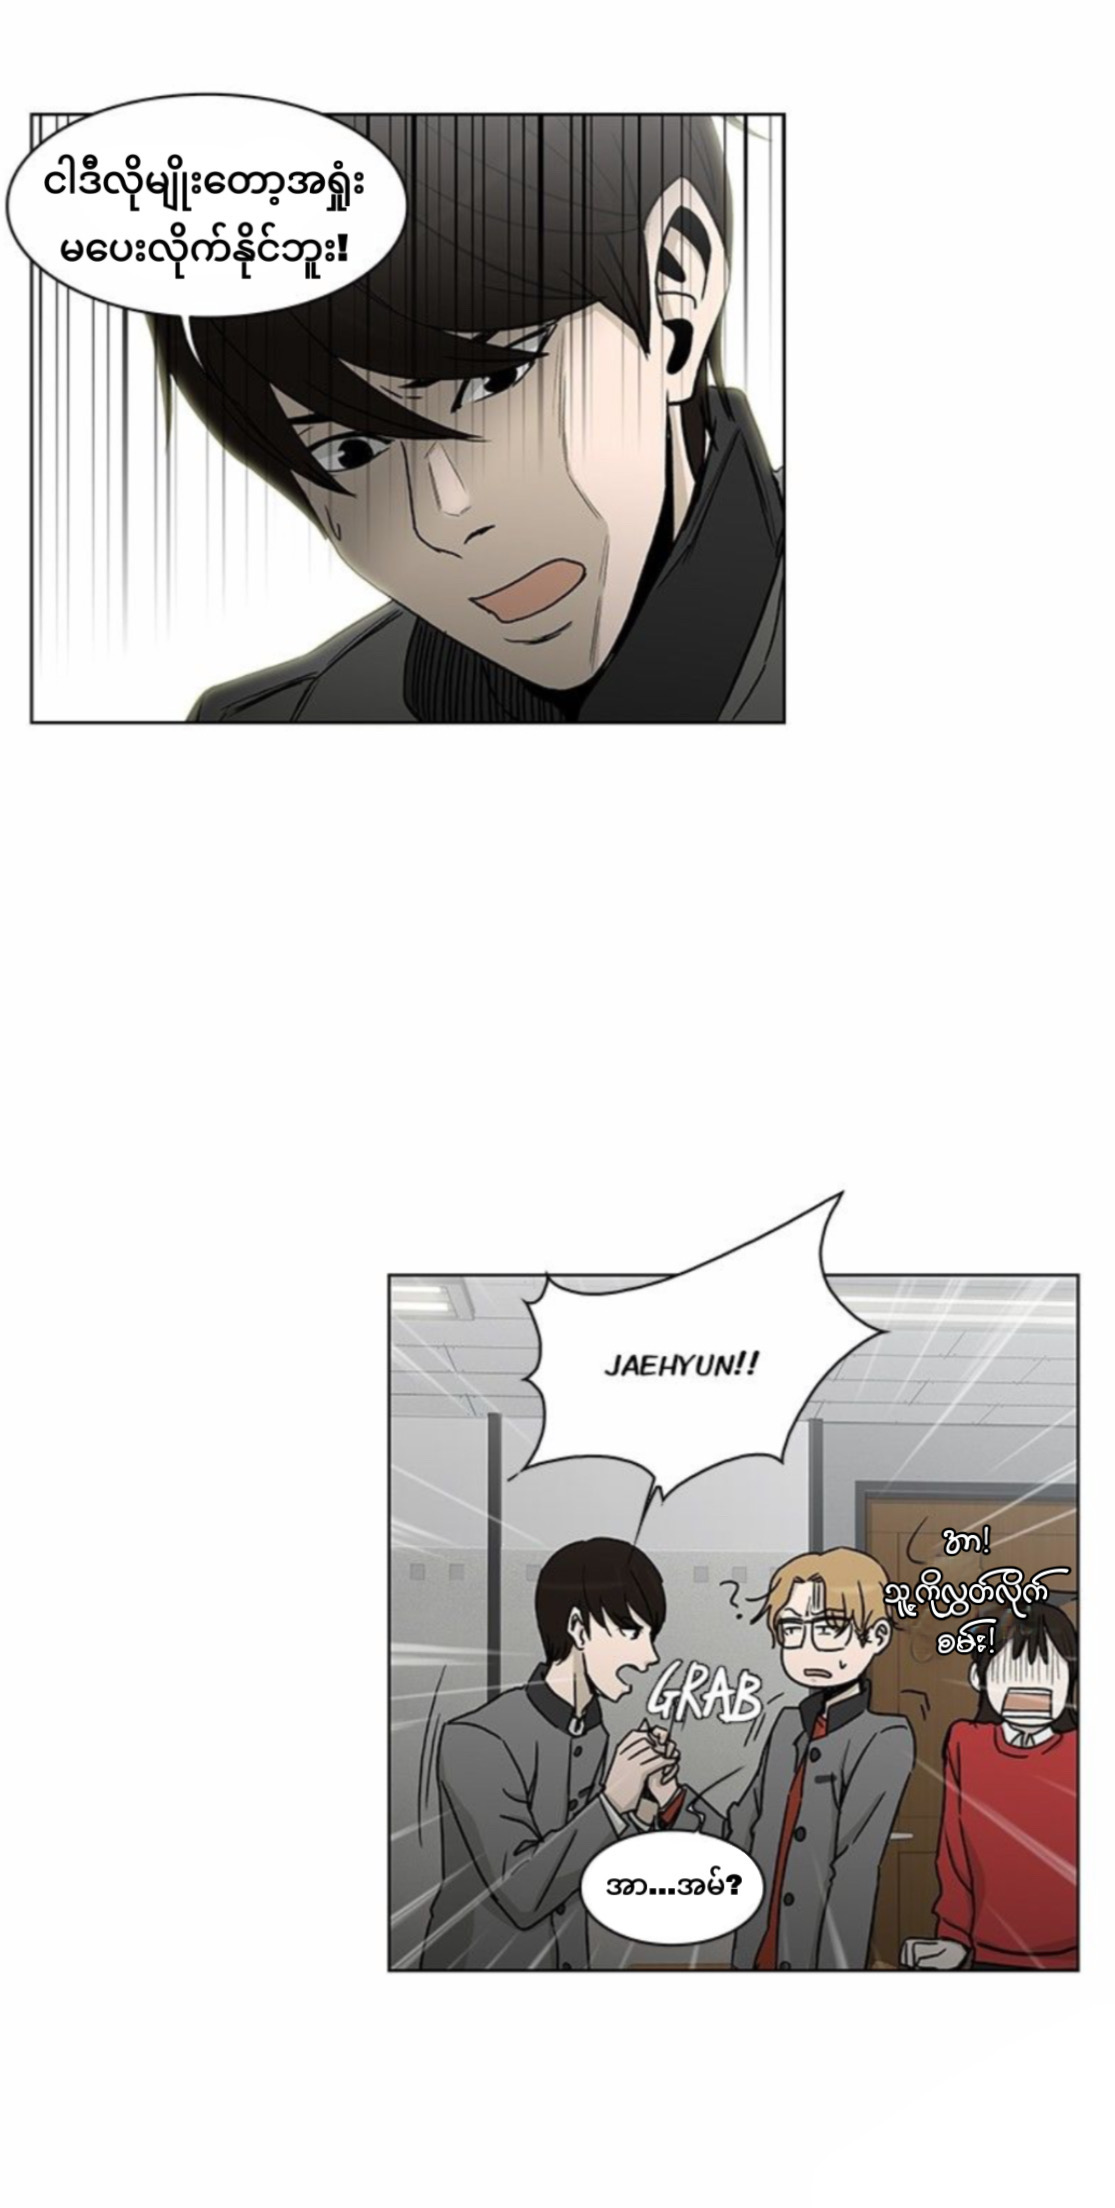 ငါဒီလိုမျိုးတော့အရှုံး
မပေးလိုက်နိုင်ဘူး!
JAEHYUN!!
အာ!
သူ့ကိုလွှတ်လိုက်
စမ်း!
?
GRAB
အာ...အမ်?